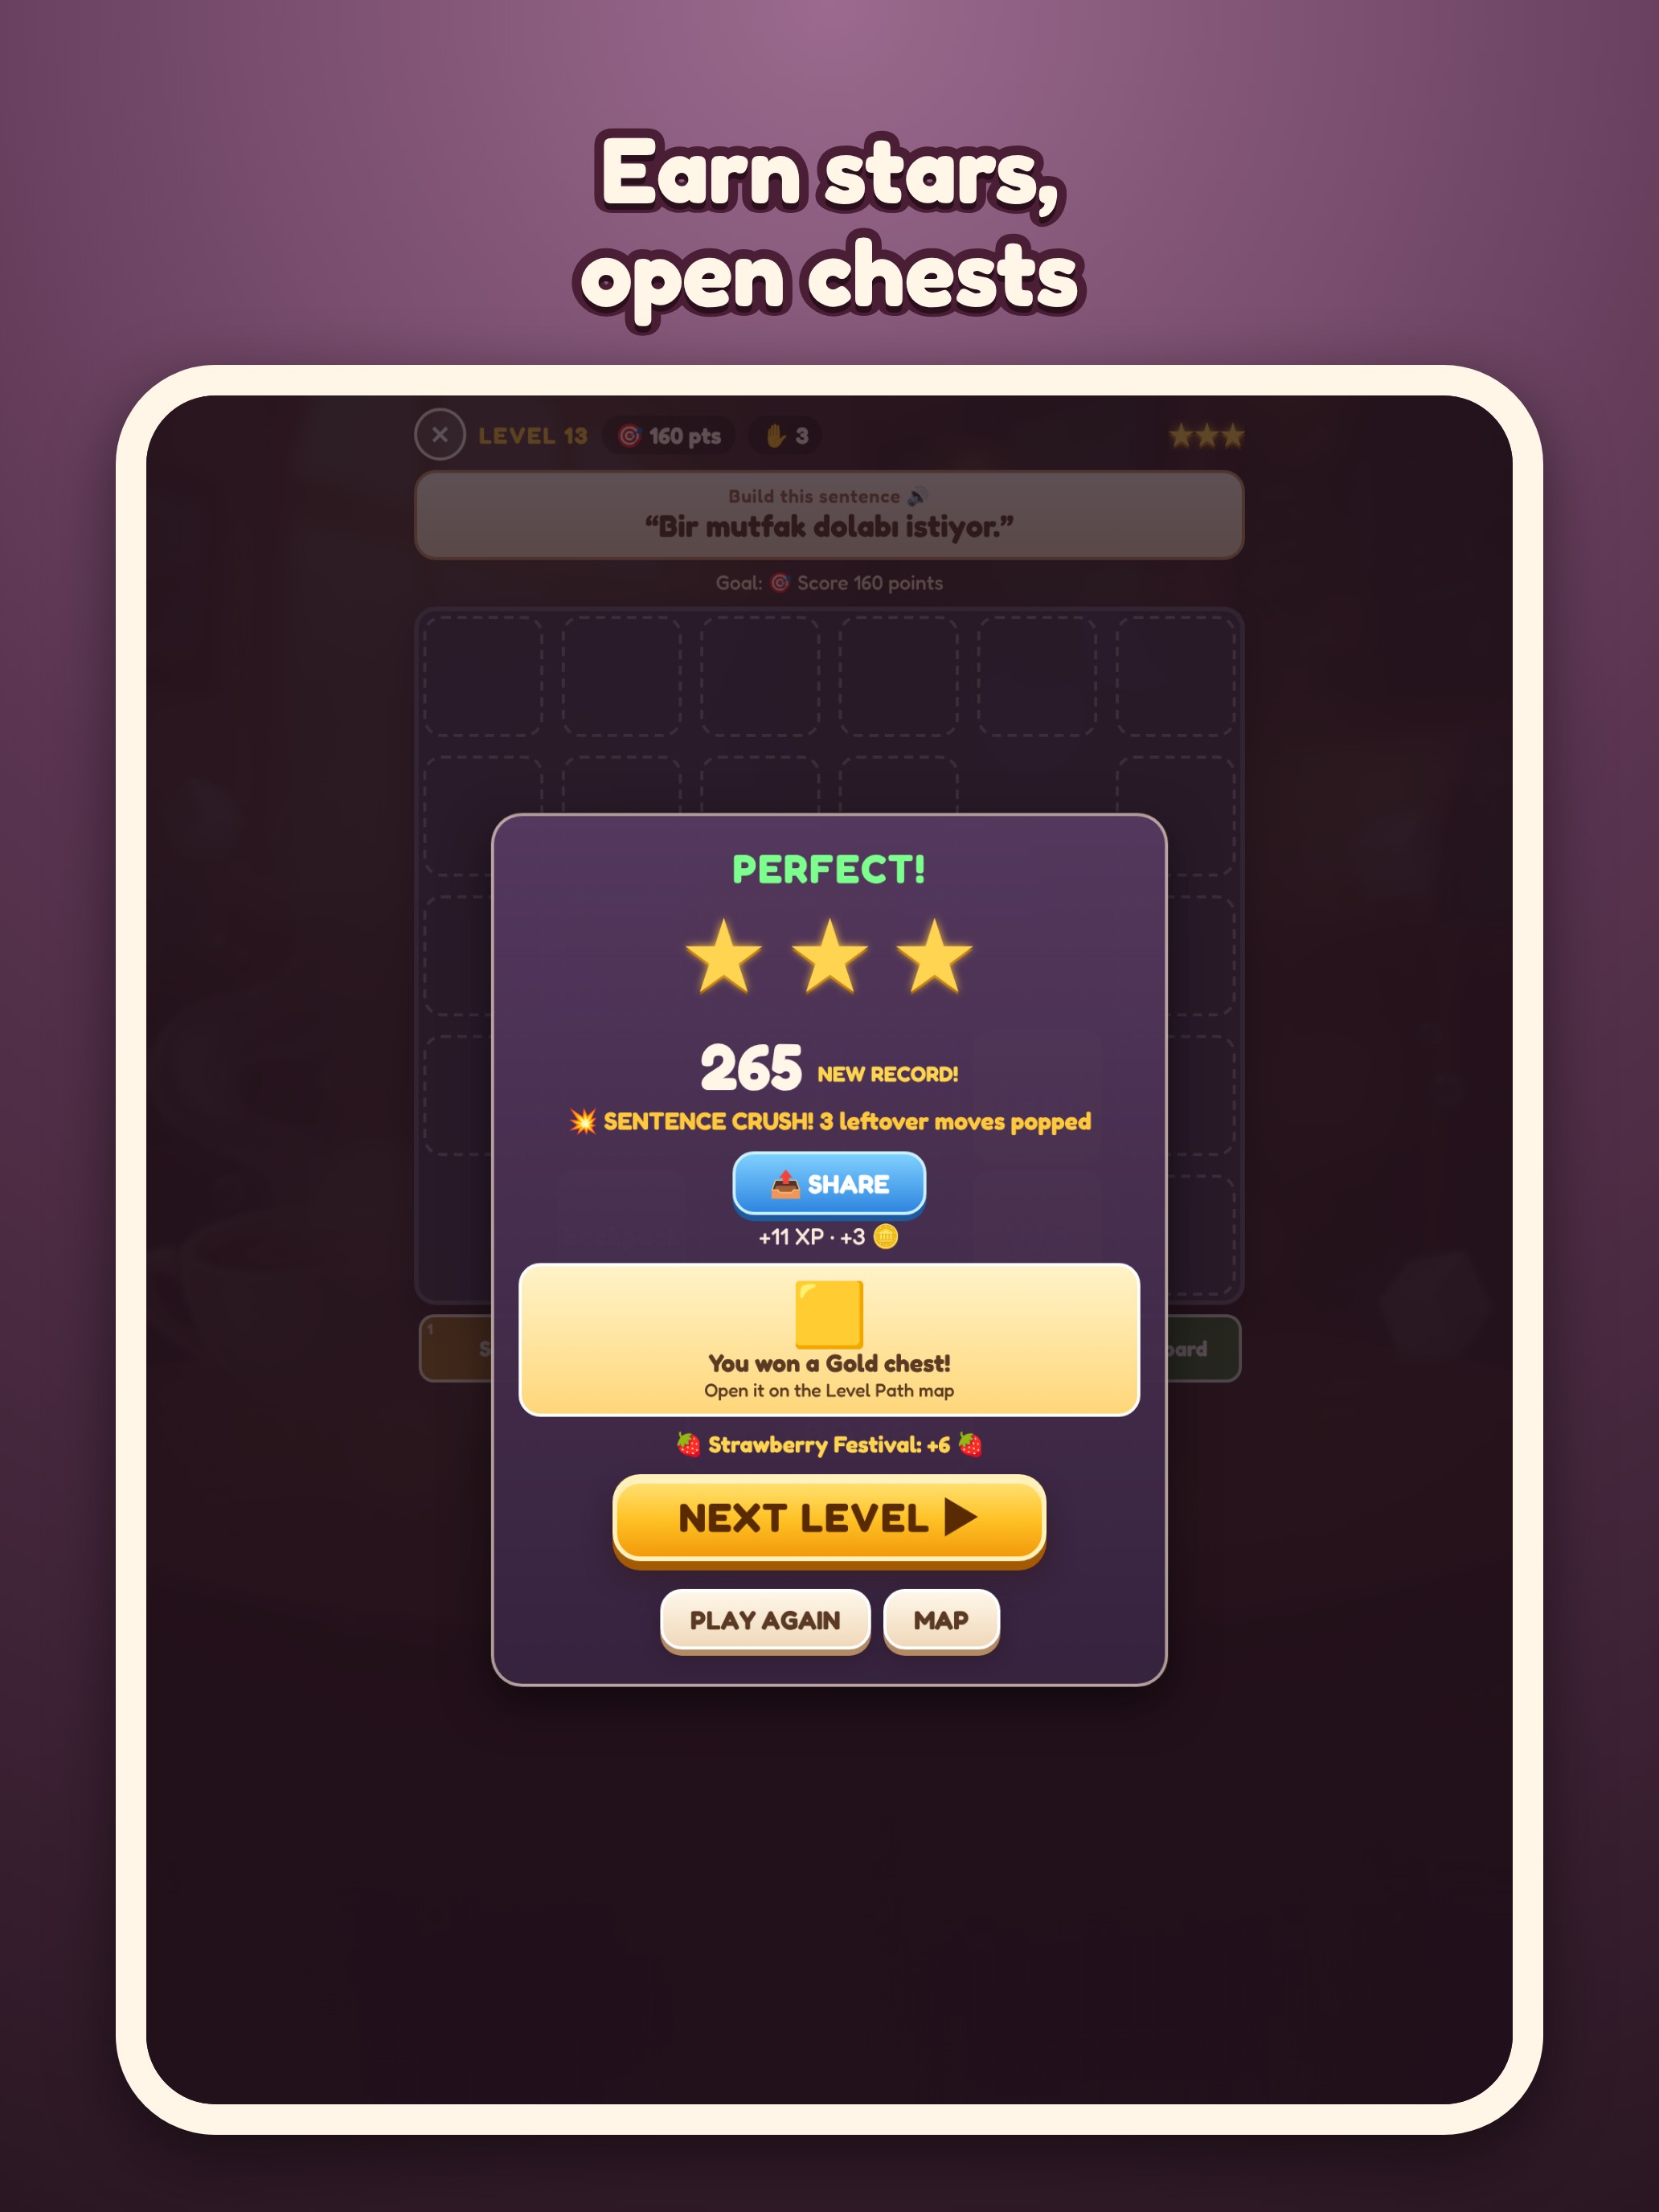 Earn stars,
open chests
LEVEL 13 160 pts 3
Build this sentence
“Bir mutfak dolabı istiyor.”
Goal: Score 160 points
PERFECT!
265 NEW RECORD!
SENTENCE CRUSH! 3 leftover moves popped
SHARE
+11 XP · +3
You won a Gold chest!
Open it on the Level Path map
Strawberry Festival: +6
NEXT LEVEL
PLAY AGAIN MAP